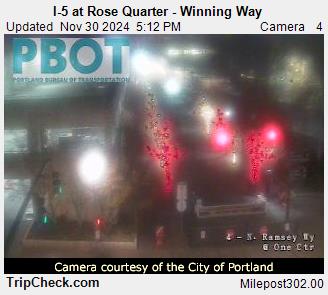 I-5 at Rose Quarter - Winning Way
Updated Nov 30 2024 5:12 PM Camera 4
PBOT
PORTLAND BUREAU OF TRANSPORTATION
4 - N. Ramsey Wy
@ One Ctr
Camera courtesy of the City of Portland
TripCheck.com Milepost302.00